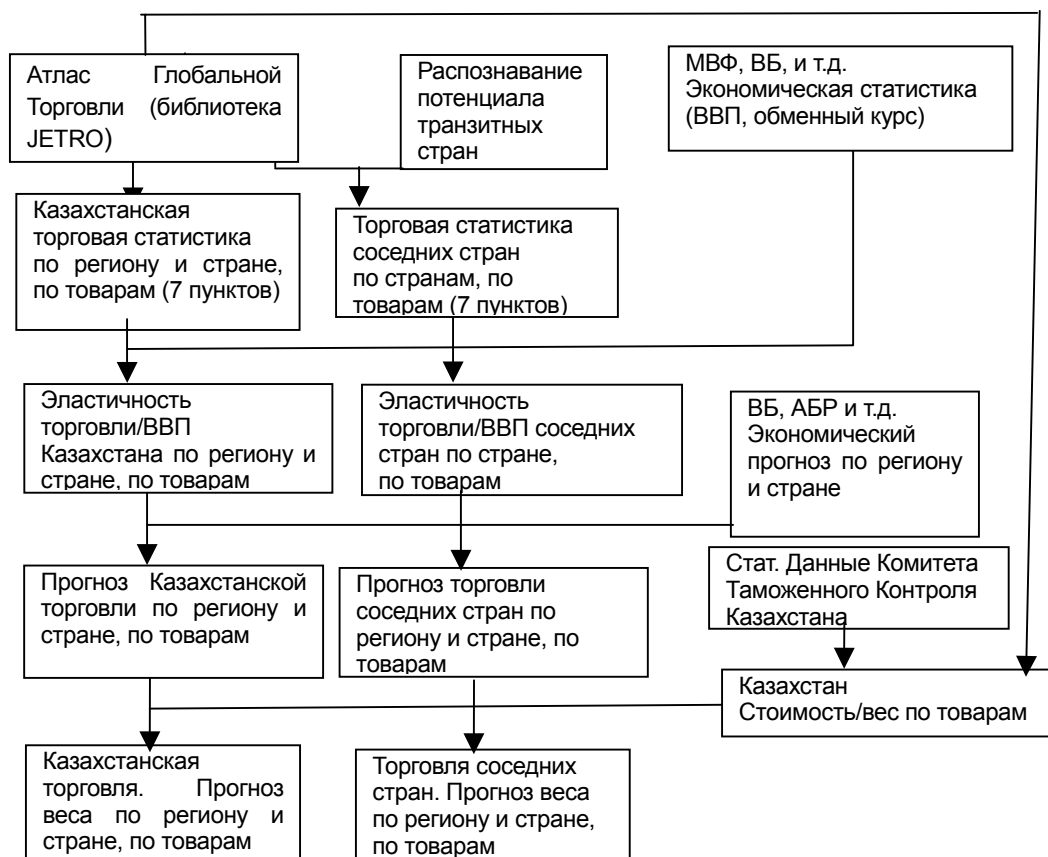 Атлас Глобальной
Торговли (библиотека
JETRO)
Распознавание
потенциала
транзитных
стран
МВФ, ВБ, и т.д.
Экономическая статистика
(ВВП, обменный курс)
Казахстанская
торговая статистика
по региону и стране,
по товарам (7 пунктов)
Торговая статистика
соседних стран
по странам, по
товарам (7 пунктов)
Эластичность
торговли/ВВП
Казахстана по региону и
стране, по товарам
Эластичность
торговли/ВВП соседних
стран по стране,
по товарам
ВБ, АБР и т.д.
Экономический
прогноз по региону
и стране
Прогноз Казахстанской
торговли по региону и
стране, по товарам
Прогноз торговли
соседних стран по
региону и стране, по
товарам
Стат. Данные Комитета
Таможенного Контроля
Казахстана
Казахстан
Стоимость/вес по товарам
Казахстанская
торговля. Прогноз
веса по региону и
стране, по товарам
Торговля соседних
стран. Прогноз веса
по региону и стране,
по товарам